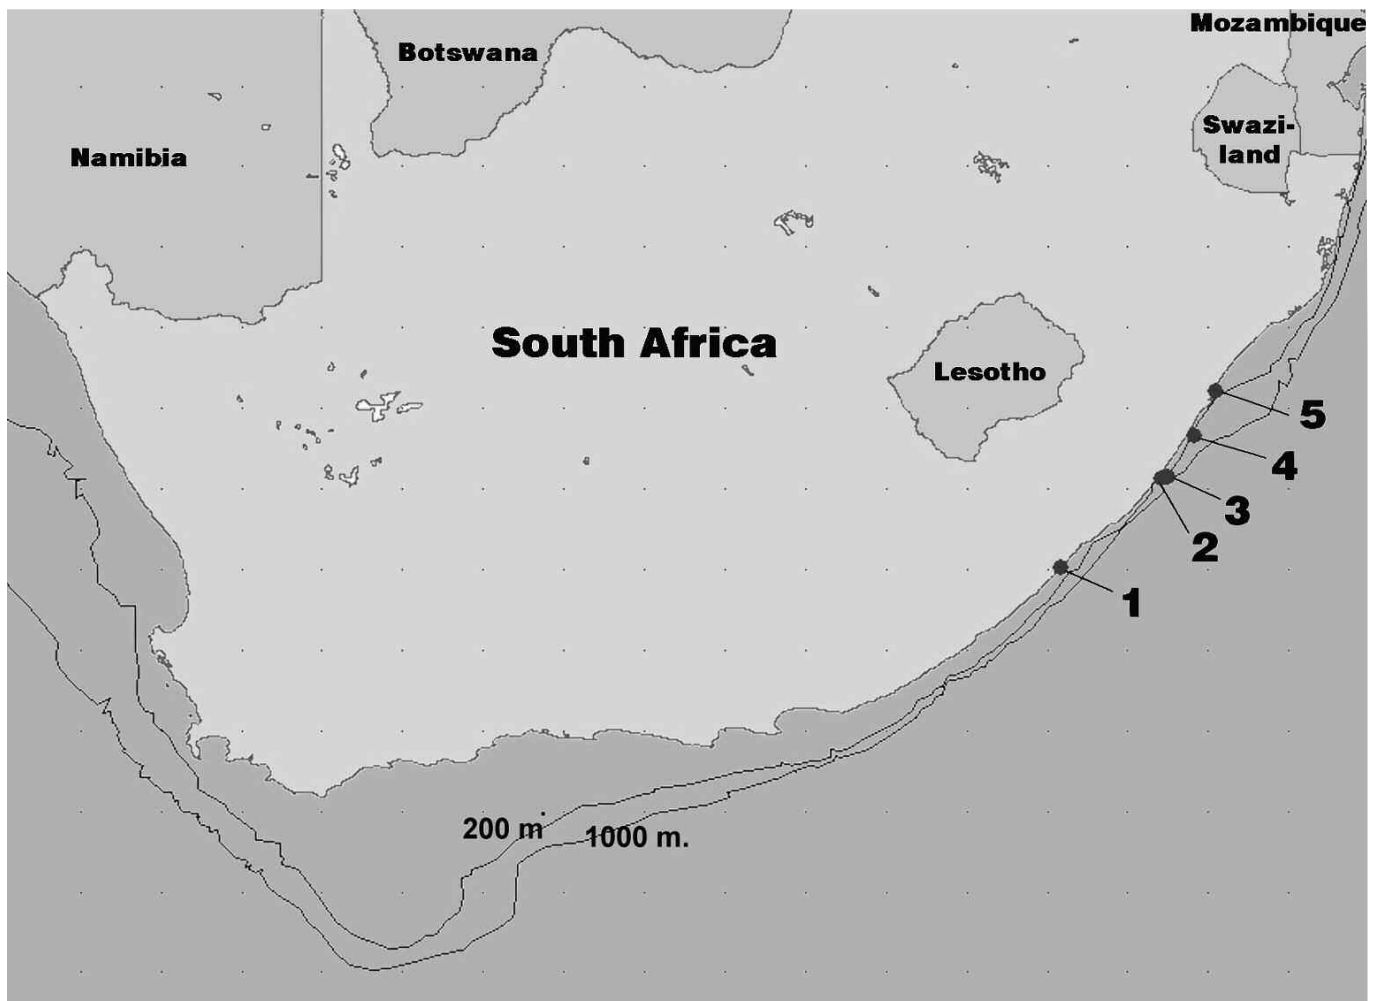 Mozambique
Botswana
Swazi-
land
Namibia
South Africa
Lesotho
5
4
3
2
1
200 m
1000 m.